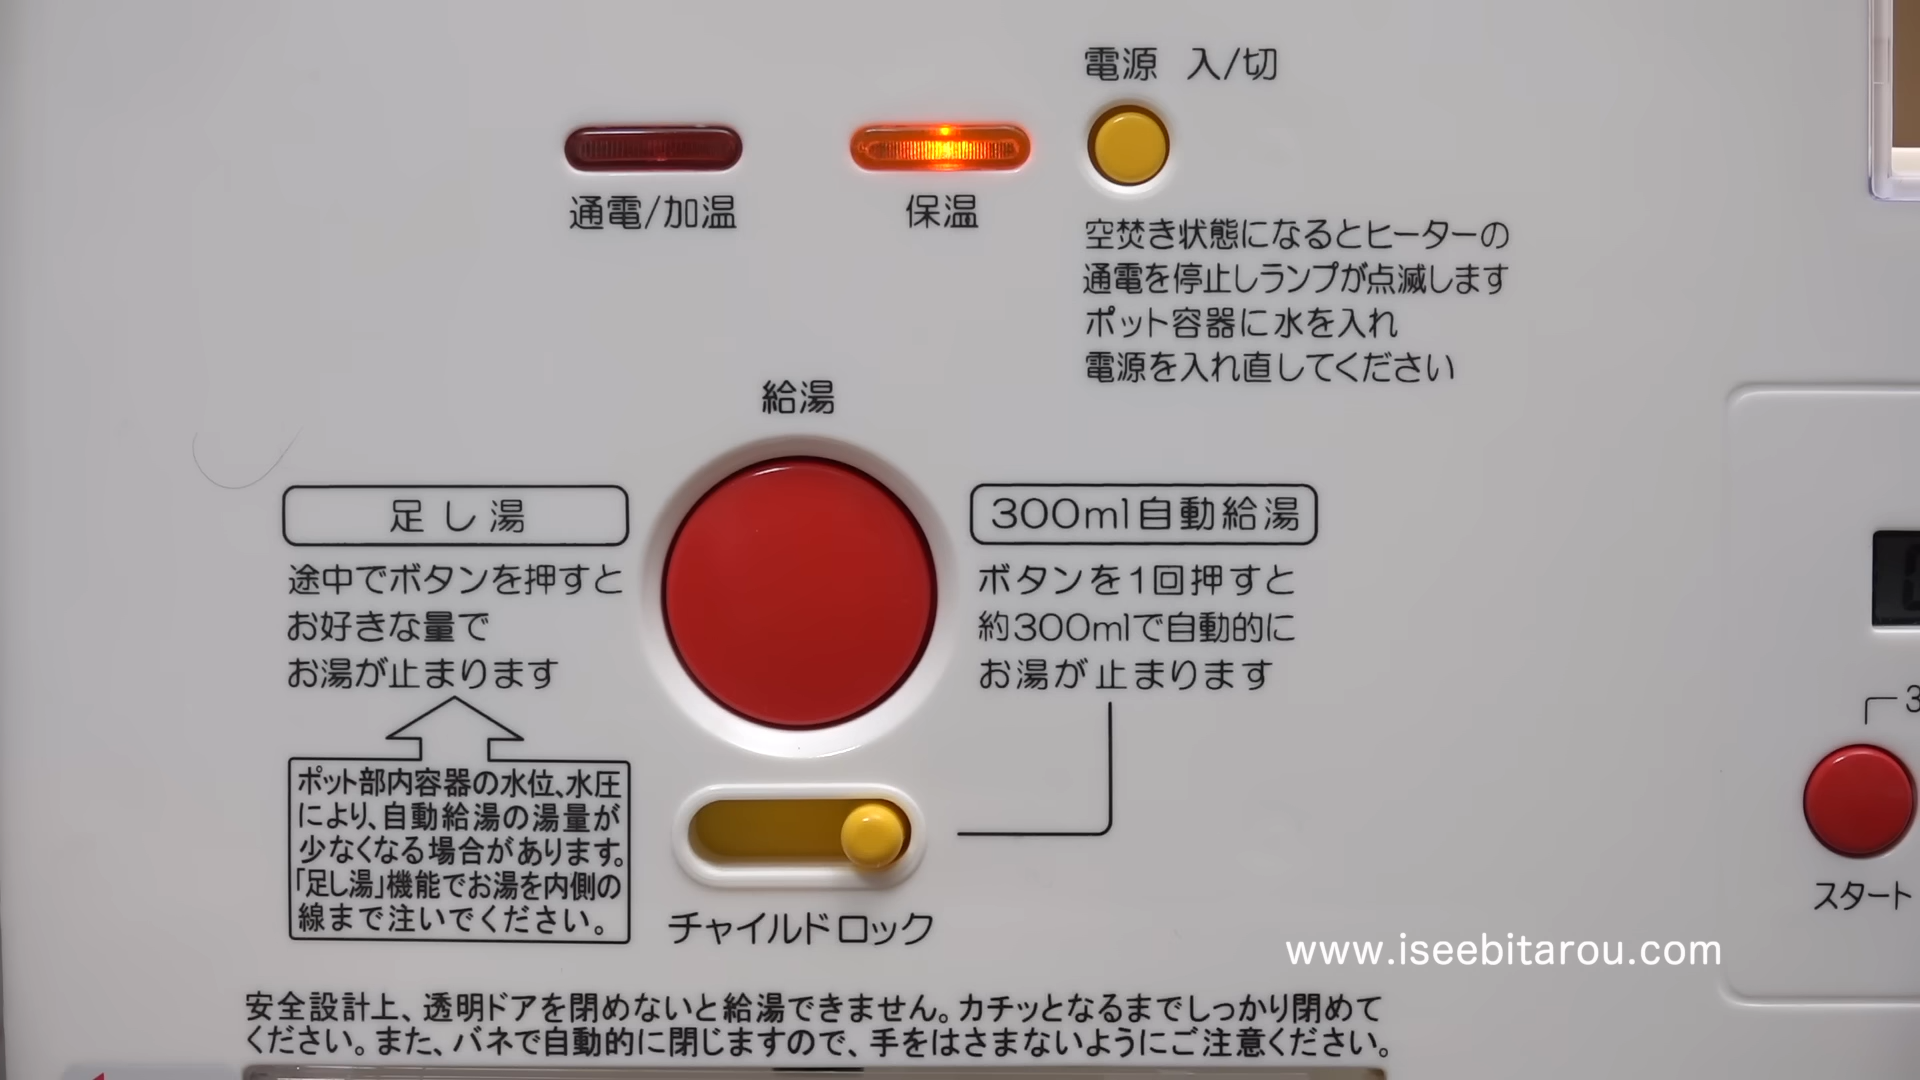 電源 入/切
通電/加温
保温
空焚き状態になるとヒーターの
通電を停止しランプが点滅します
ポット容器に水を入れ
電源を入れ直してください
給湯
足し湯
途中でボタンを押すと
お好きな量で
お湯が止まります
300ml自動給湯
ボタンを1回押すと
約300mlで自動的に
お湯が止まります
ポット部内容器の水位、水圧
により、自動給湯の湯量が
少なくなる場合があります。
「足し湯」機能でお湯を内側の
線まで注いでください。
チャイルドロック
スタート
www.iseebitarou.com
安全設計上、透明ドアを閉めないと給湯できません。カチッとなるまでしっかり閉めて
ください。また、バネで自動的に閉じますので、手をはさまないようにご注意ください。